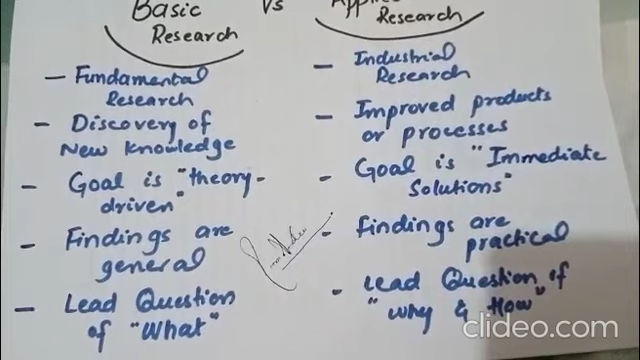 Basic vs Applied
Research Research
– Fundamental Research
– Discovery of New Knowledge
– Goal is "theory-driven"
– Findings are general
– Lead Question of "What"
– Industrial Research
– Improved products or processes
– Goal is "Immediate Solutions"
– Findings are practical
– Lead Question of "Why & How"
clideo.com